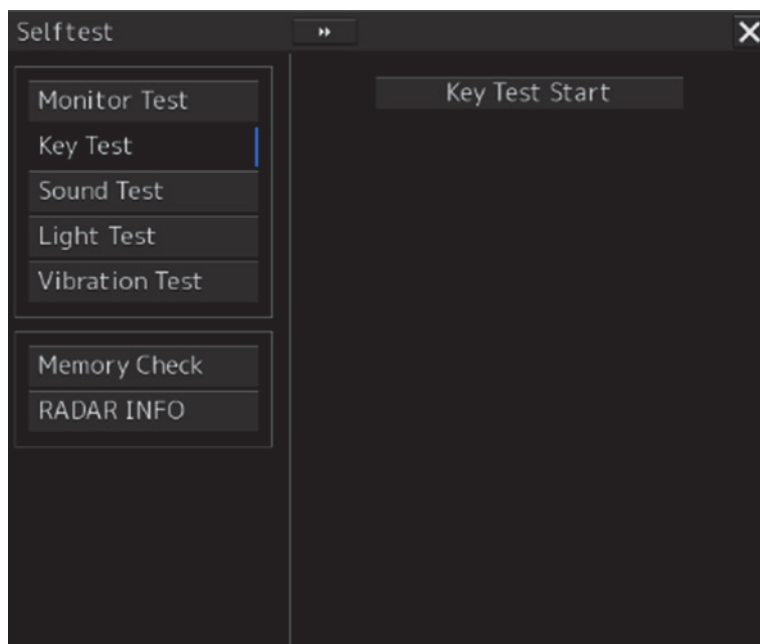 Selftest
Monitor Test
Key Test
Sound Test
Light Test
Vibration Test
Memory Check
RADAR INFO
Key Test Start